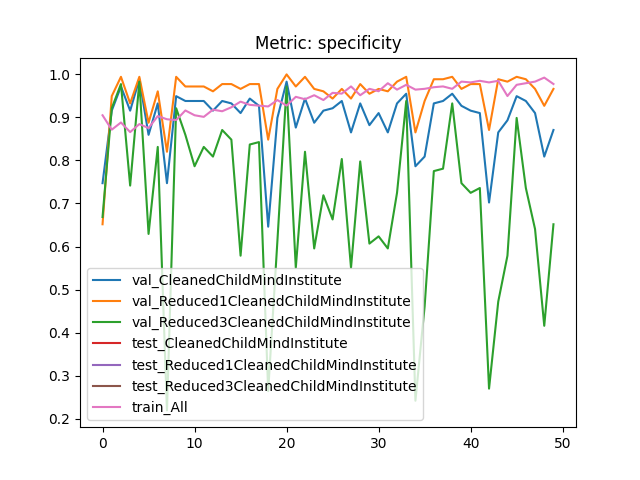 Metric: specificity
1.0
0.9
0.8
0.7
0.6
0.5
0.4
0.3
0.2
val_CleanedChildMindInstitute
val_Reduced1CleanedChildMindInstitute
val_Reduced3CleanedChildMindInstitute
test_CleanedChildMindInstitute
test_Reduced1CleanedChildMindInstitute
test_Reduced3CleanedChildMindInstitute
train_All
0 10 20 30 40 50